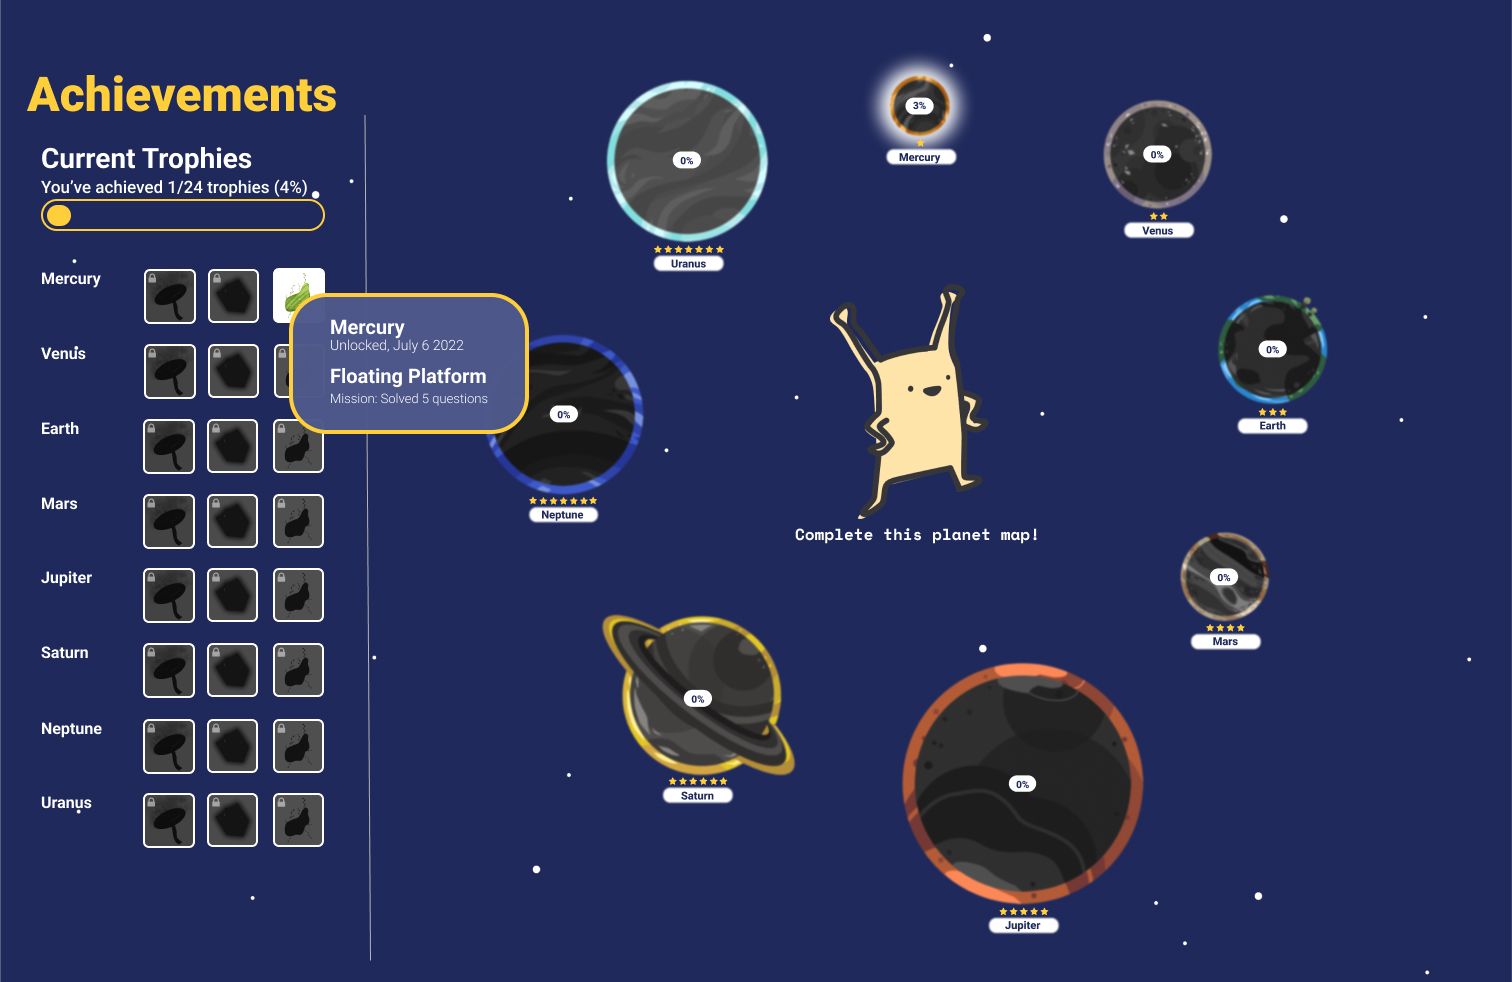 Achievements
Current Trophies
You've achieved 1/24 trophies (4%)
Mercury
Venus
Earth
Mars
Jupiter
Saturn
Neptune
Uranus
Mercury
Unlocked, July 6 2022
Floating Platform
Mission: Solved 5 questions
0%
Uranus
3%
Mercury
0%
Venus
0%
Earth
0%
Neptune
Complete this planet map!
0%
Mars
0%
Saturn
0%
Jupiter